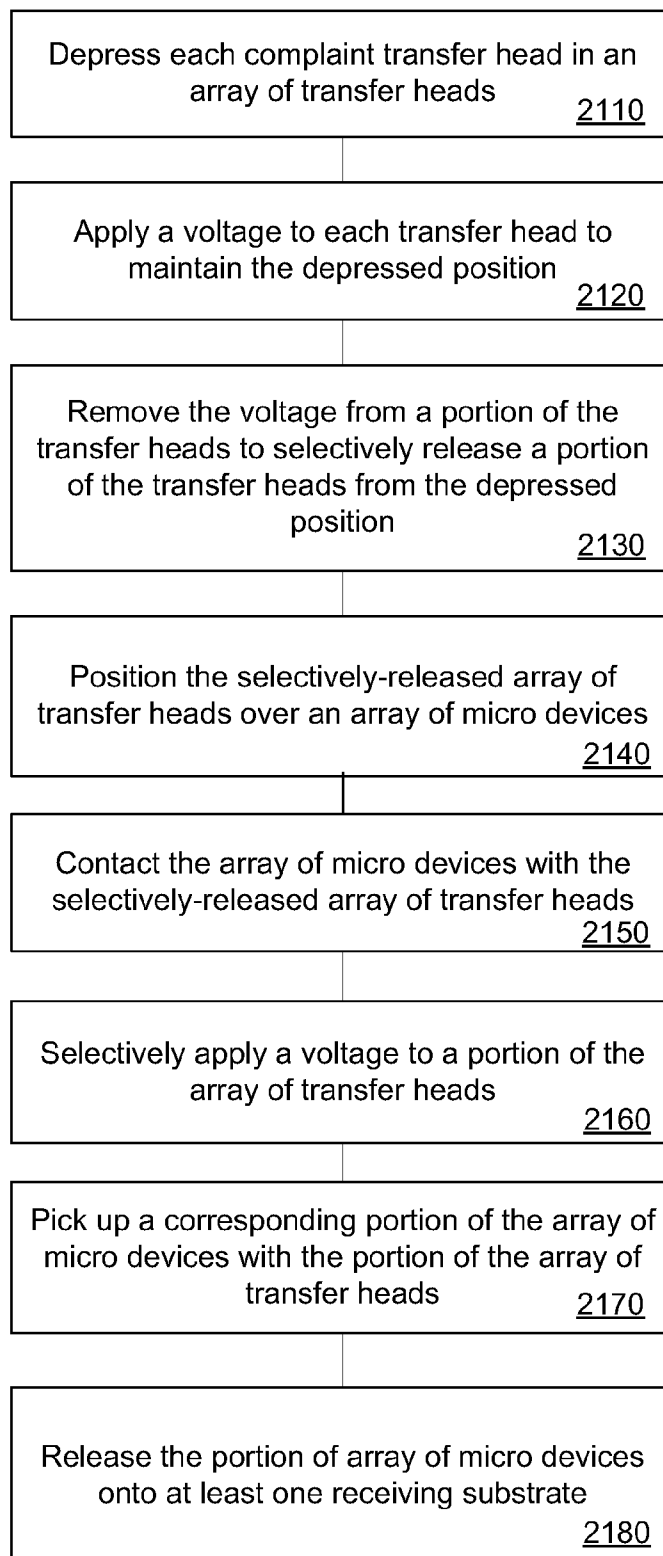 Depress each complaint transfer head in an
array of transfer heads
2110
Apply a voltage to each transfer head to
maintain the depressed position
2120
Remove the voltage from a portion of the
transfer heads to selectively release a portion
of the transfer heads from the depressed
position
2130
Position the selectively-released array of
transfer heads over an array of micro devices
2140
Contact the array of micro devices with the
selectively-released array of transfer heads
2150
Selectively apply a voltage to a portion of the
array of transfer heads
2160
Pick up a corresponding portion of the array of
micro devices with the portion of the array of
transfer heads
2170
Release the portion of array of micro devices
onto at least one receiving substrate
2180